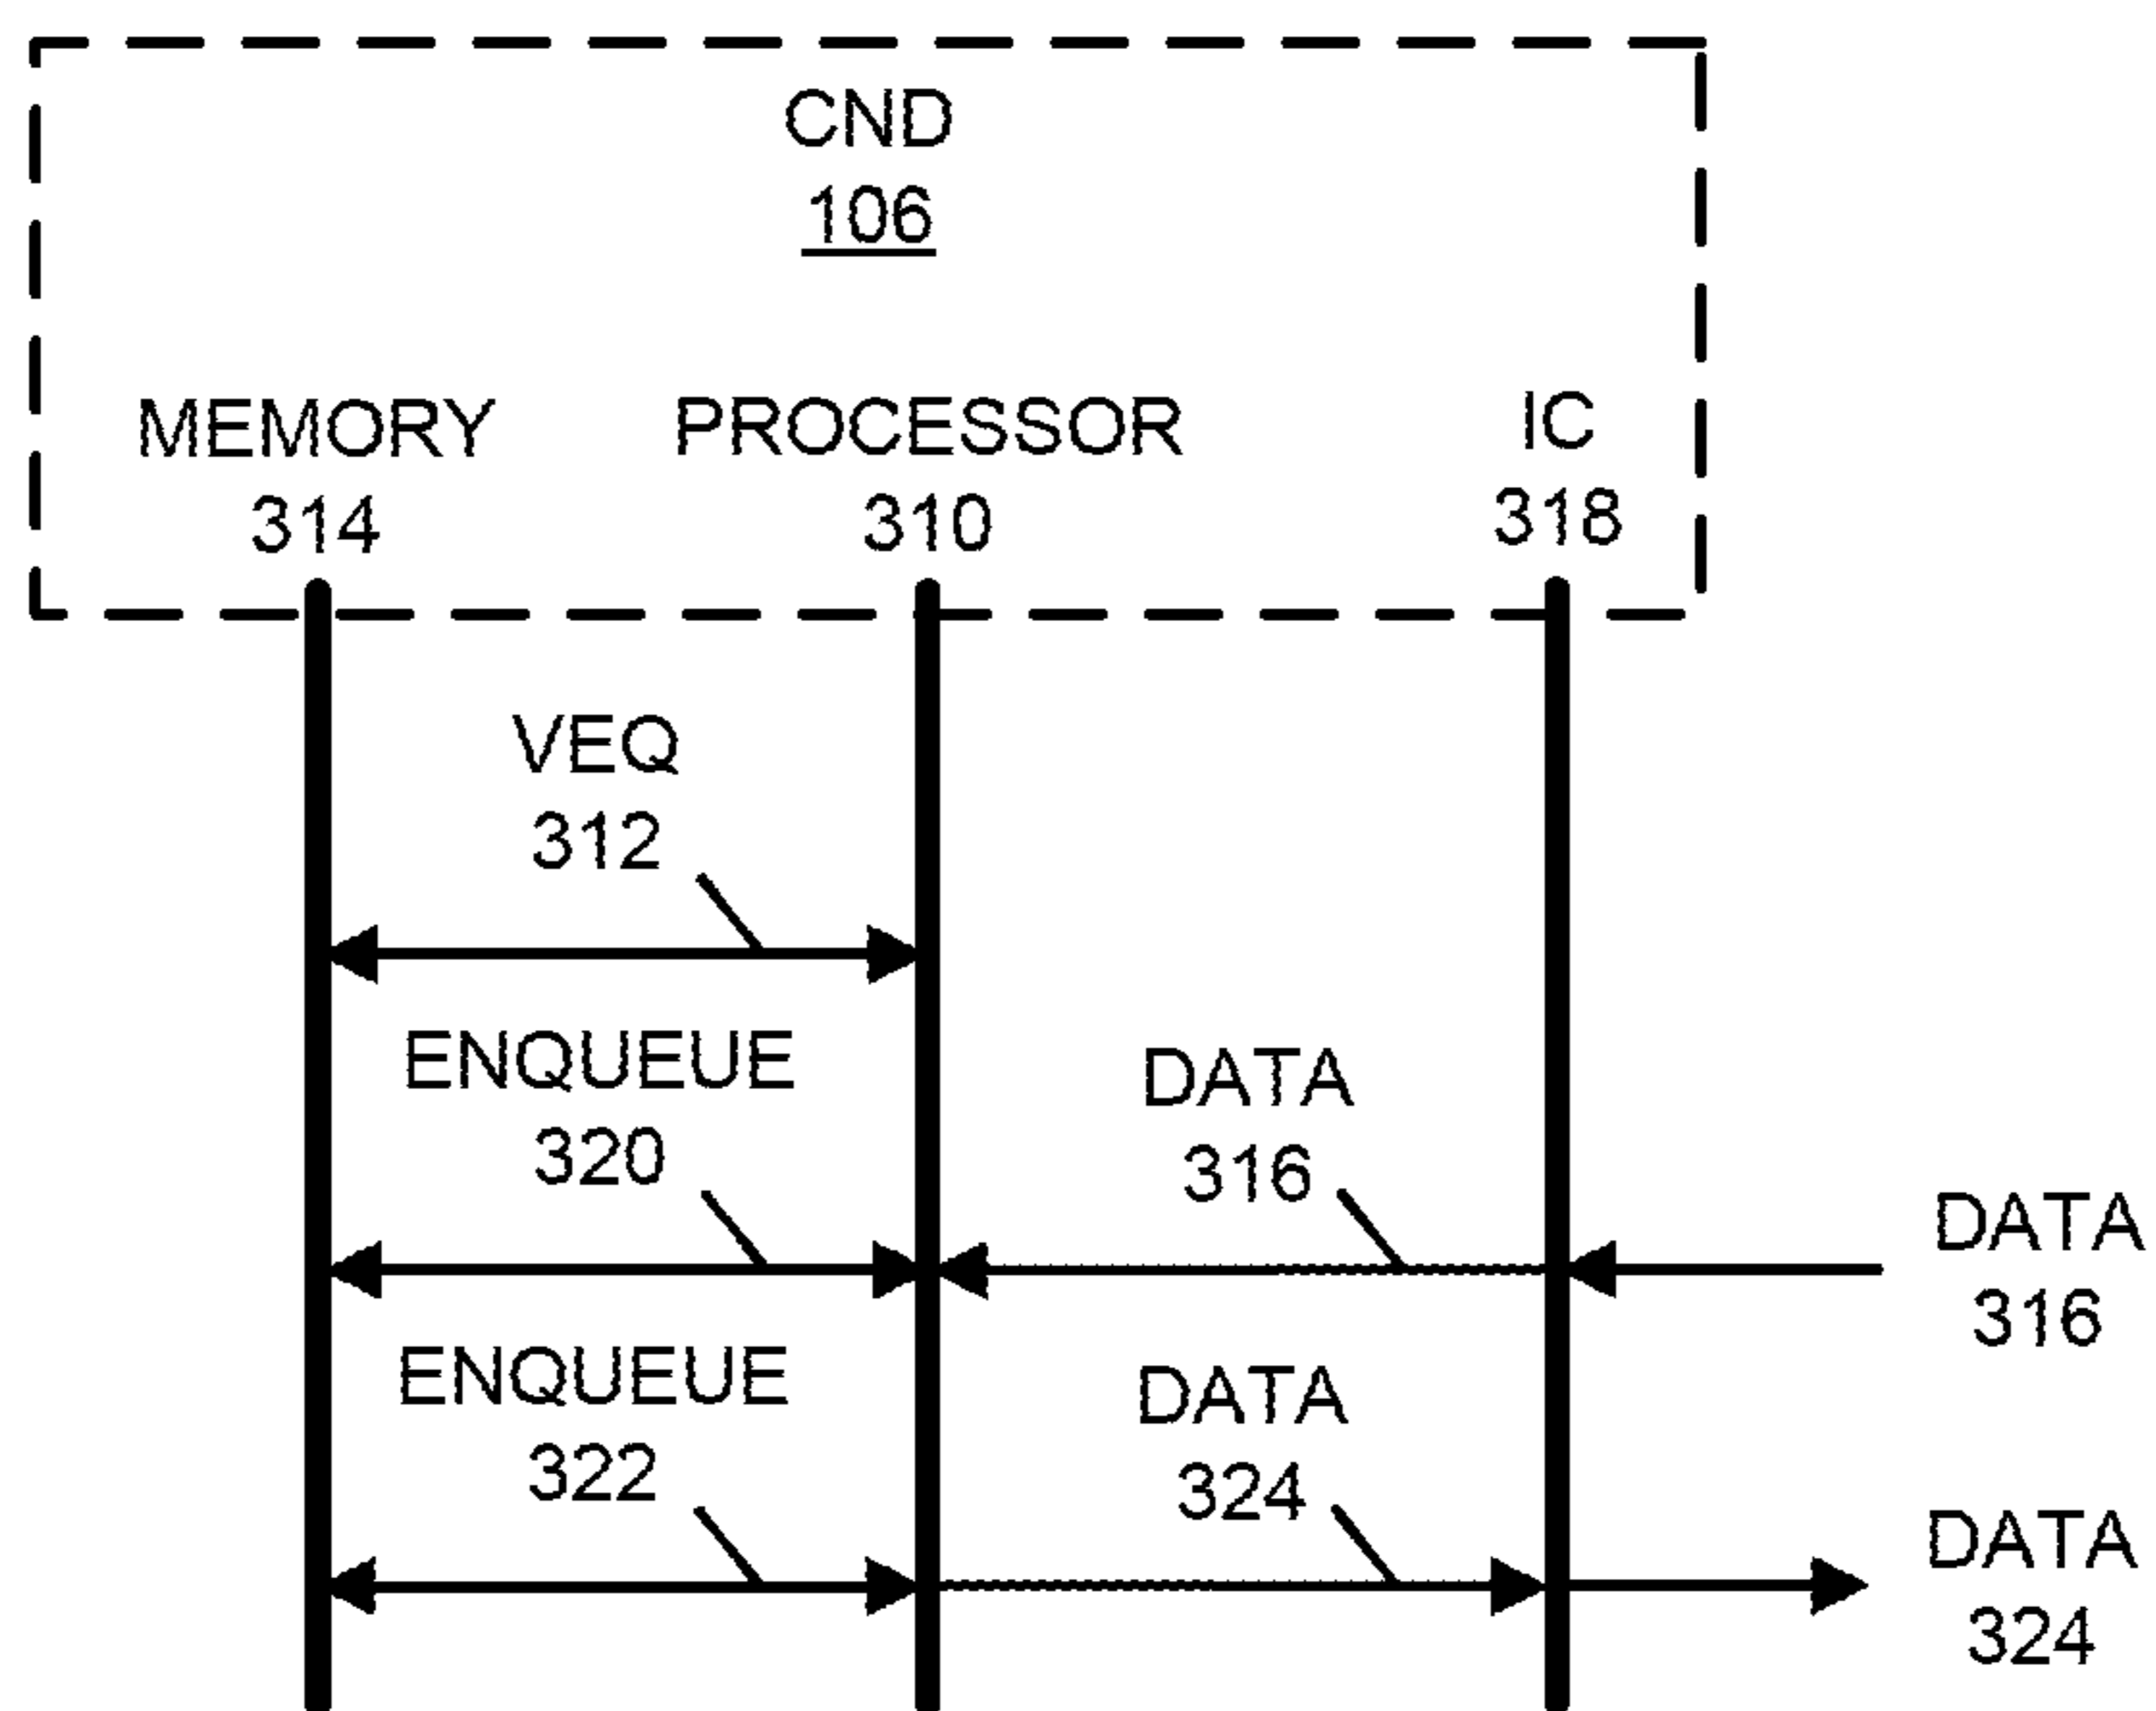 CND
106
MEMORY
314
PROCESSOR
310
IC
318
VEQ
312
ENQUEUE
320
DATA
316
DATA
316
ENQUEUE
322
DATA
324
DATA
324